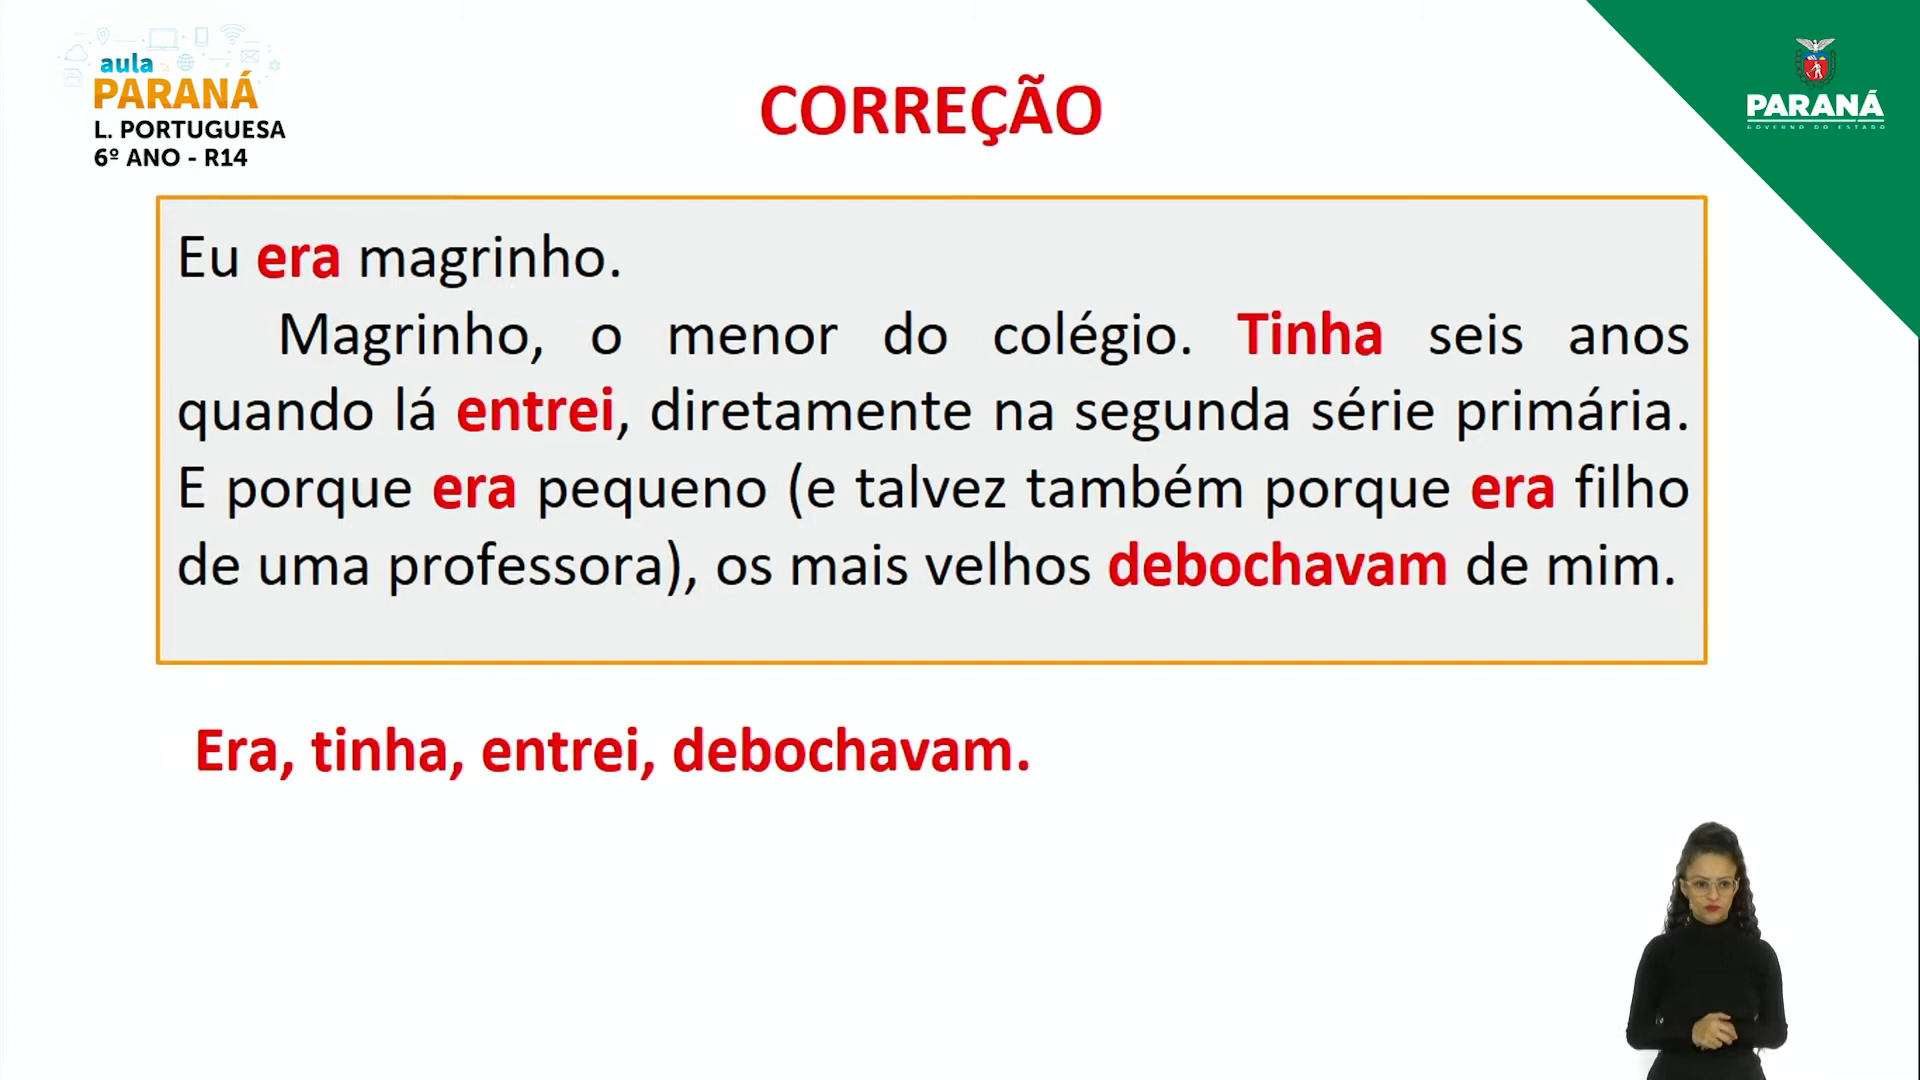 aula
PARANÁ
L. PORTUGUESA
6º ANO - R14
CORREÇÃO
PARANÁ
GOVERNO DO ESTADO
Eu era magrinho.
Magrinho, o menor do colégio. Tinha seis anos
quando lá entrei, diretamente na segunda série primária.
E porque era pequeno (e talvez também porque era filho
de uma professora), os mais velhos debochavam de mim.
Era, tinha, entrei, debochavam.